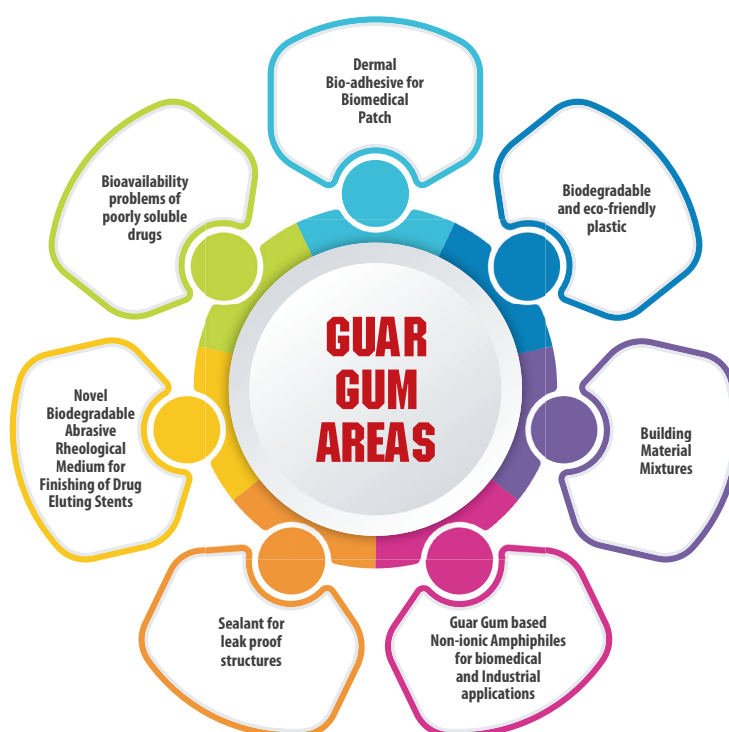 Dermal
Bio-adhesive for
Biomedical
Patch
Biodegradable
and eco-friendly
plastic
Building
Material
Mixtures
Guar Gum based
Non-ionic Amphiphiles
for biomedical
and Industrial
applications
Sealant for
leak proof
structures
Novel
Biodegradable
Abrasive
Rheological
Medium for
Finishing of Drug
Eluting Stents
Bioavailability
problems of
poorly soluble
drugs
GUAR
GUM
AREAS